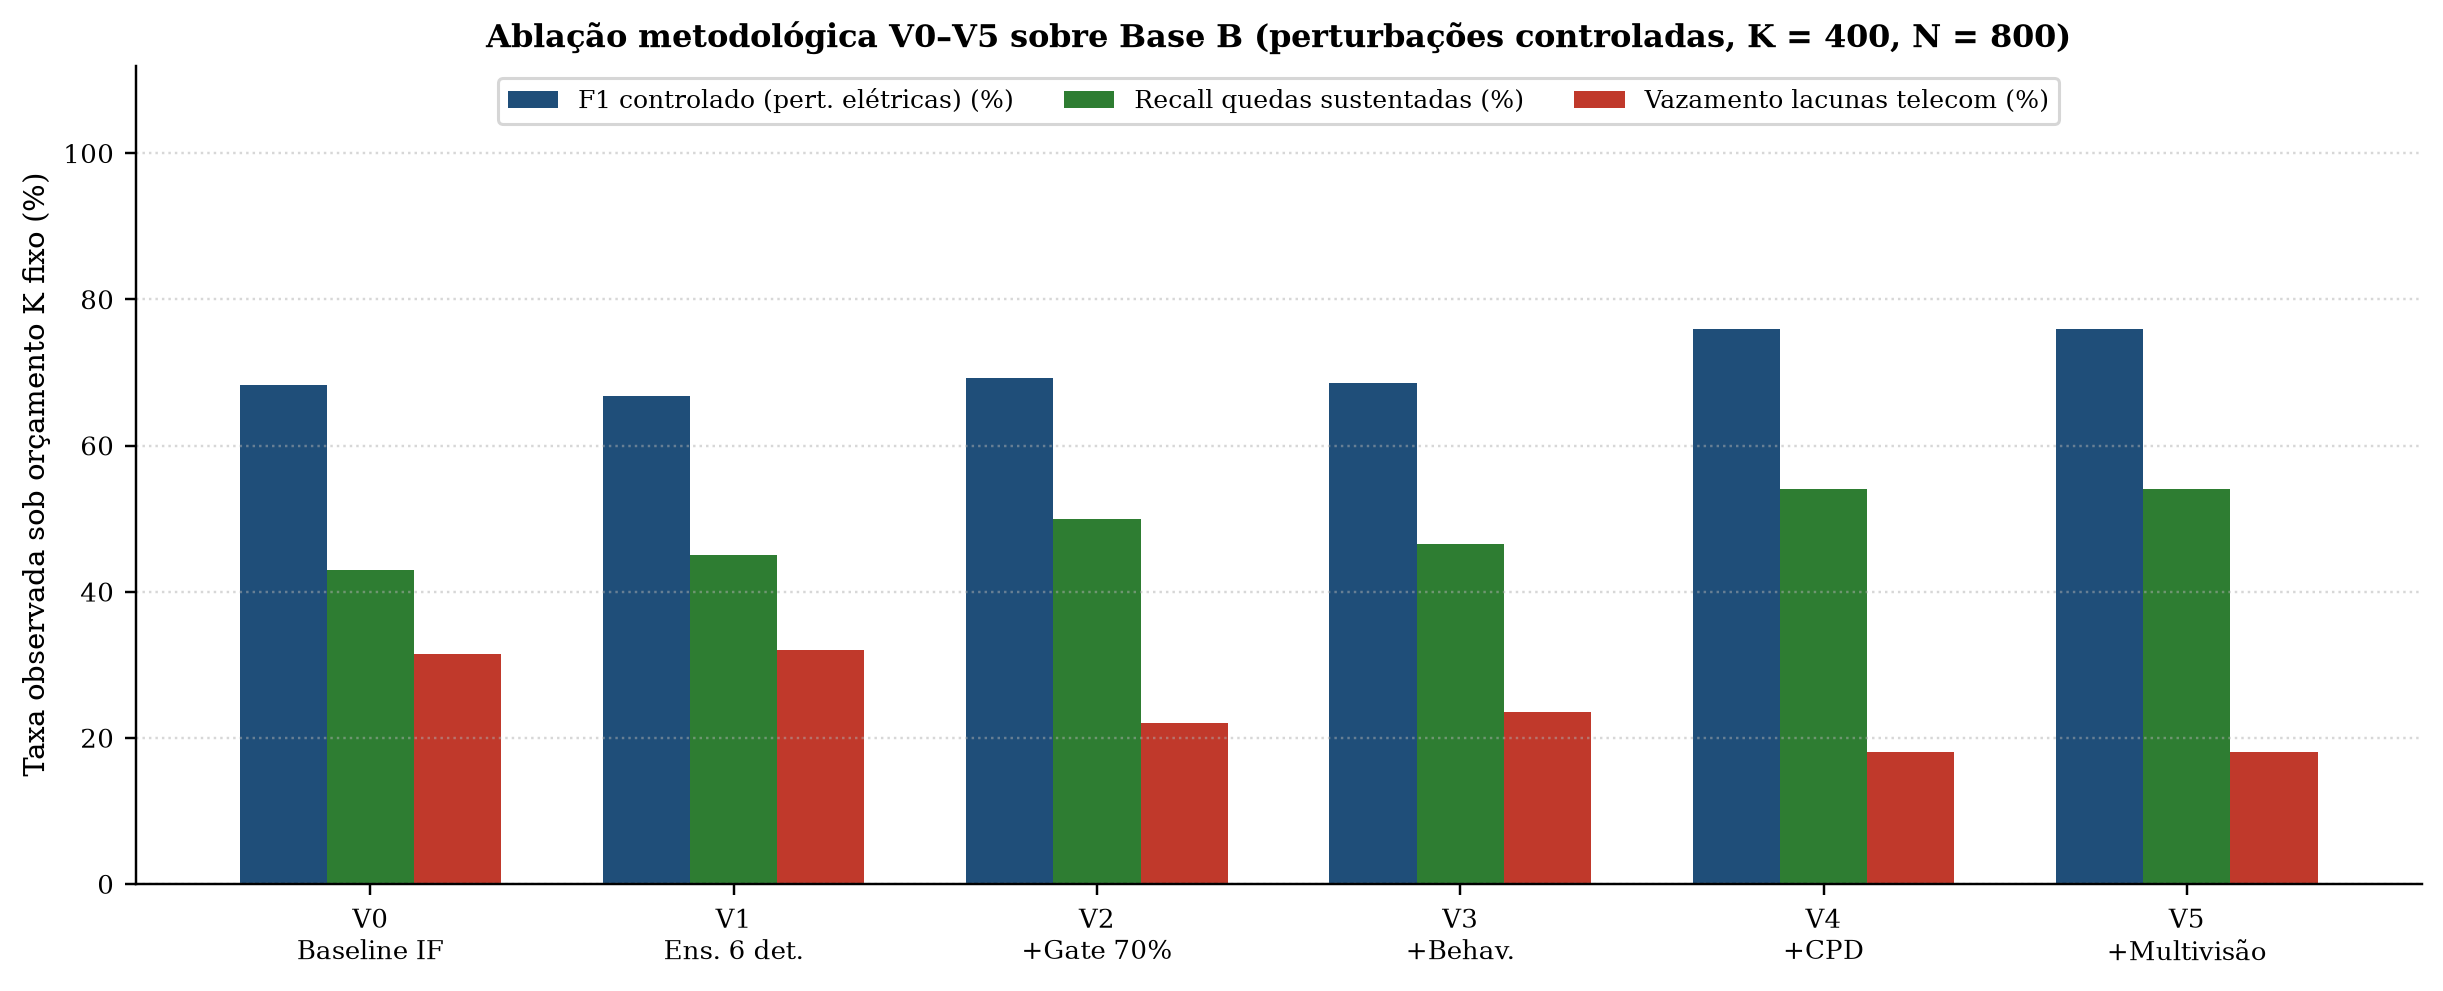 Ablação metodológica V0–V5 sobre Base B (perturbações controladas, K = 400, N = 800)
F1 controlado (pert. elétricas) (%)
Recall quedas sustentadas (%)
Vazamento lacunas telecom (%)
Taxa observada sob orçamento K fixo (%)
100
80
60
40
20
0
V0
Baseline IF
V1
Ens. 6 det.
V2
+Gate 70%
V3
+Behav.
V4
+CPD
V5
+Multivisão